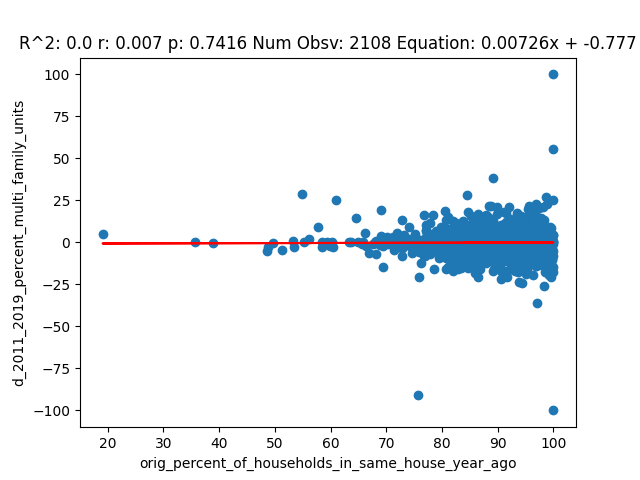 R^2: 0.0 r: 0.007 p: 0.7416 Num Obsv: 2108 Equation: 0.00726x + -0.777
100
75
50
25
0
−25
−50
−75
−100
d_2011_2019_percent_multi_family_units
20 30 40 50 60 70 80 90 100
orig_percent_of_households_in_same_house_year_ago